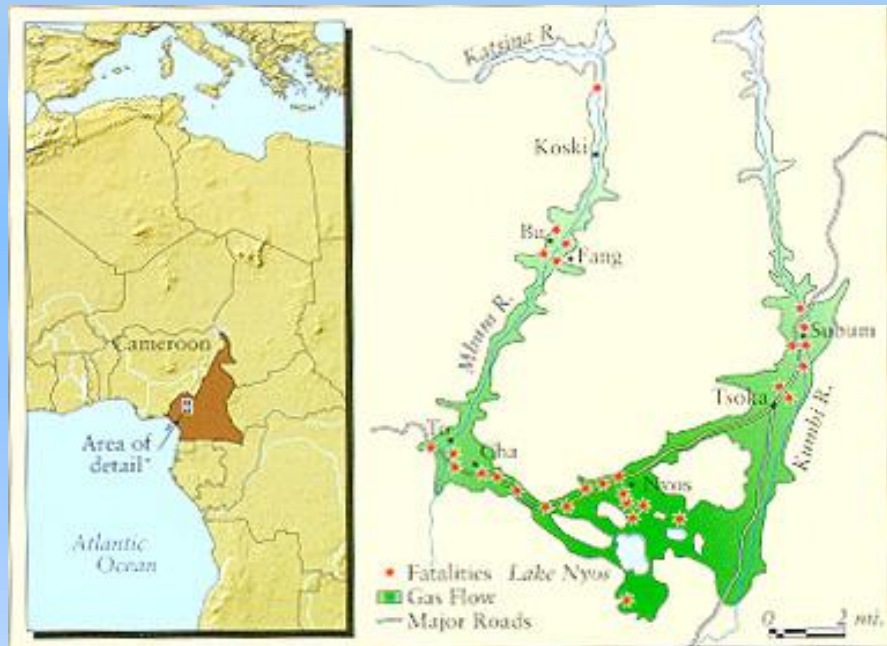 Cameroon
Area of
detail
Atlantic
Ocean
Katsina R.
Koski
Bu
Fang
Mbum R.
Subum
Tsoka
Kumbi R.
Cha
Nyos
Fatalities
Lake Nyos
Gas Flow
Major Roads
0 2 mi.